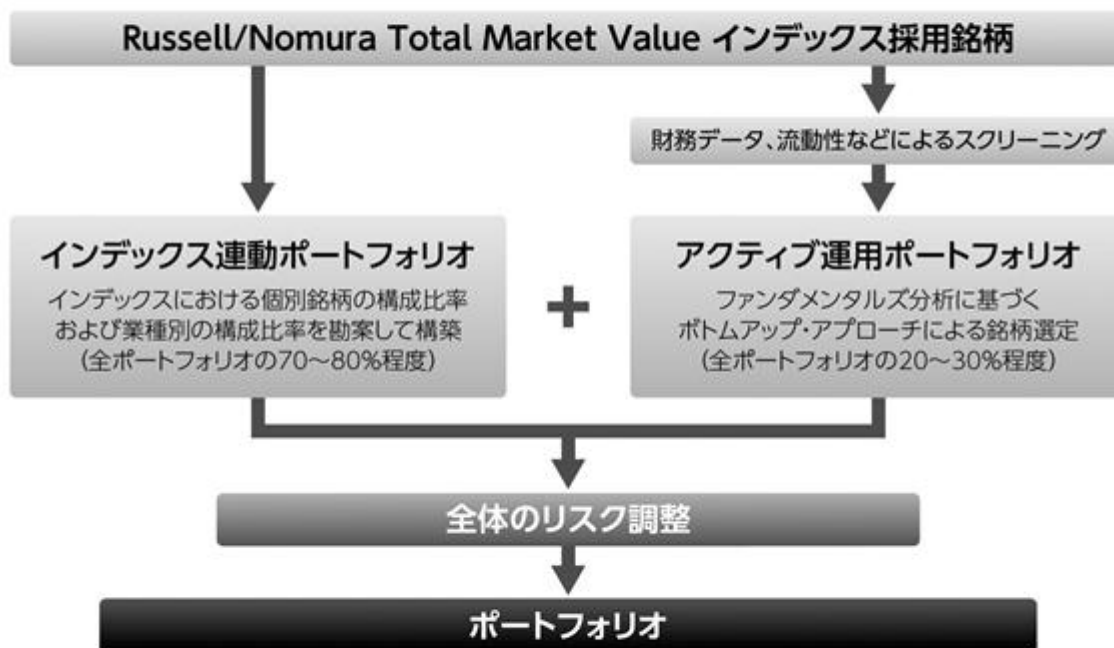 Russell/Nomura Total Market Value インデックス採用銘柄
財務データ、流動性などによるスクリーニング
インデックス連動ポートフォリオ
インデックスにおける個別銘柄の構成比率
および業種別の構成比率を勘案して構築
(全ポートフォリオの70～80%程度)
+
アクティブ運用ポートフォリオ
ファンダメンタルズ分析に基づく
ボトムアップ・アプローチによる銘柄選定
(全ポートフォリオの20～30%程度)
全体のリスク調整
ポートフォリオ